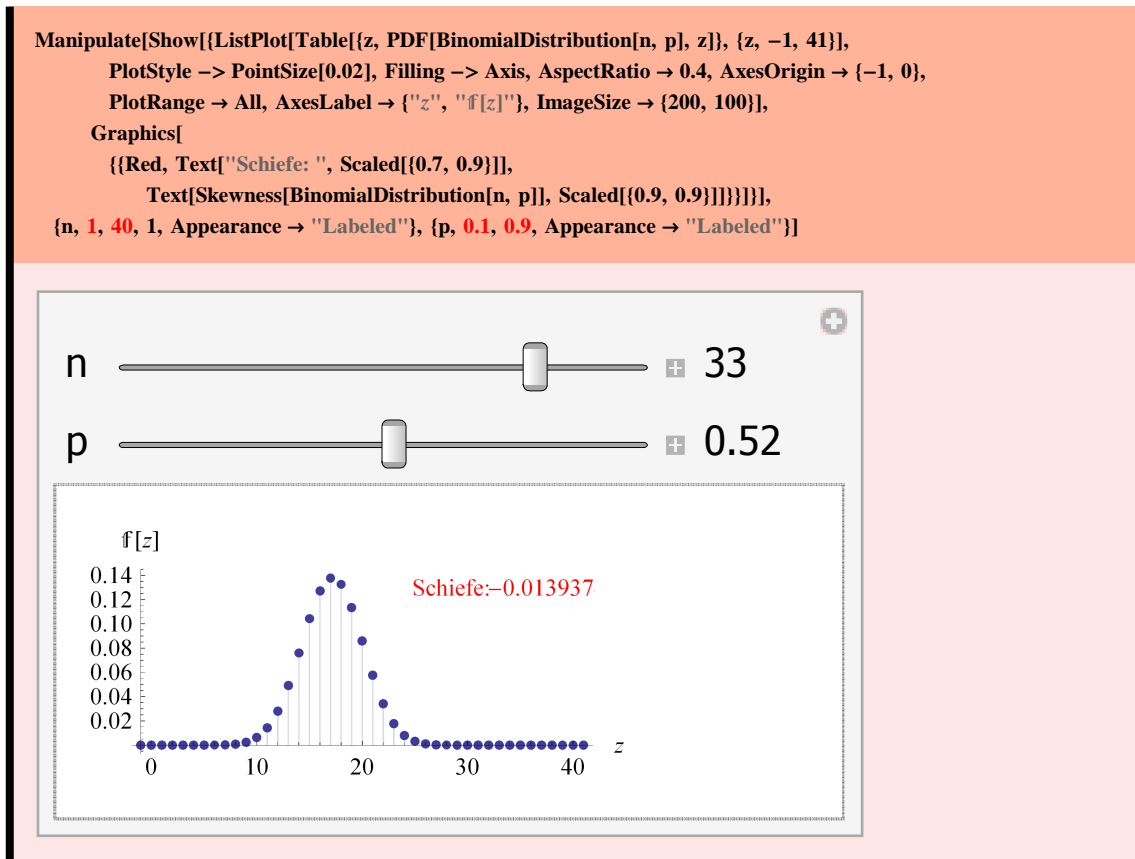 Manipulate[Show[{ListPlot[Table[{z, PDF[BinomialDistribution[n, p], z]}, {z, −1, 41}],
PlotStyle −> PointSize[0.02], Filling −> Axis, AspectRatio → 0.4, AxesOrigin → {−1, 0},
PlotRange → All, AxesLabel → {"z", "𝕗[z]"}, ImageSize → {200, 100}],
Graphics[
{{Red, Text["Schiefe: ", Scaled[{0.7, 0.9}]],
Text[Skewness[BinomialDistribution[n, p]], Scaled[{0.9, 0.9}]]}}]}],
{n, 1, 40, 1, Appearance → "Labeled"}, {p, 0.1, 0.9, Appearance → "Labeled"}]
n 33
p 0.52
𝕗[z]
Schiefe:−0.013937
0.14
0.12
0.10
0.08
0.06
0.04
0.02
0 10 20 30 40 z